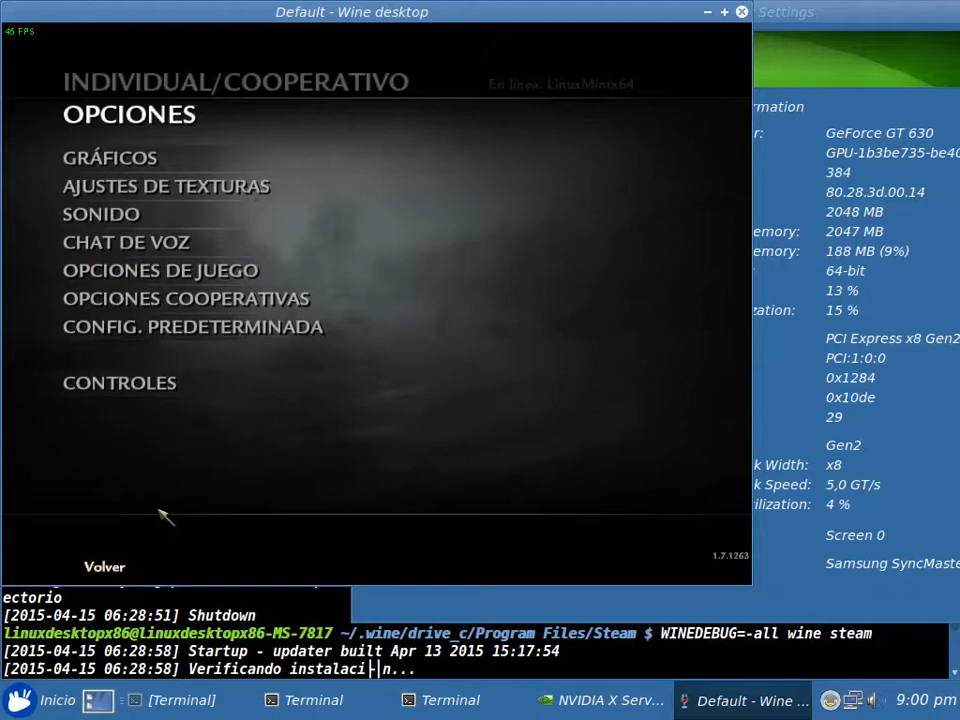 Default - Wine desktop
Settings
46 FPS
INDIVIDUAL/COOPERATIVO
En línea: LinuxMintx64
OPCIONES
GRÁFICOS
AJUSTES DE TEXTURAS
SONIDO
CHAT DE VOZ
OPCIONES DE JUEGO
OPCIONES COOPERATIVAS
CONFIG. PREDETERMINADA
CONTROLES
Volver
1.7.1263
rmation
r: GeForce GT 630
GPU-1b3be735-be40
384
80.28.3d.00.14
2048 MB
emory: 2047 MB
emory: 188 MB (9%)
64-bit
13 %
zation: 15 %
PCI Express x8 Gen2
PCI:1:0:0
0x1284
0x10de
29
Gen2
k Width: x8
k Speed: 5,0 GT/s
ilization: 4 %
Screen 0
Samsung SyncMaste
ectorio
[2015-04-15 06:28:51] Shutdown
linuxdesktopx86@linuxdesktopx86-MS-7817 ~/.wine/drive_c/Program Files/Steam $ WINEDEBUG=-all wine steam
[2015-04-15 06:28:58] Startup - updater built Apr 13 2015 15:17:54
[2015-04-15 06:28:58] Verificando instalaci├│n...
Inicio
[Terminal]
Terminal
Terminal
NVIDIA X Serv...
Default - Wine ...
9:00 pm